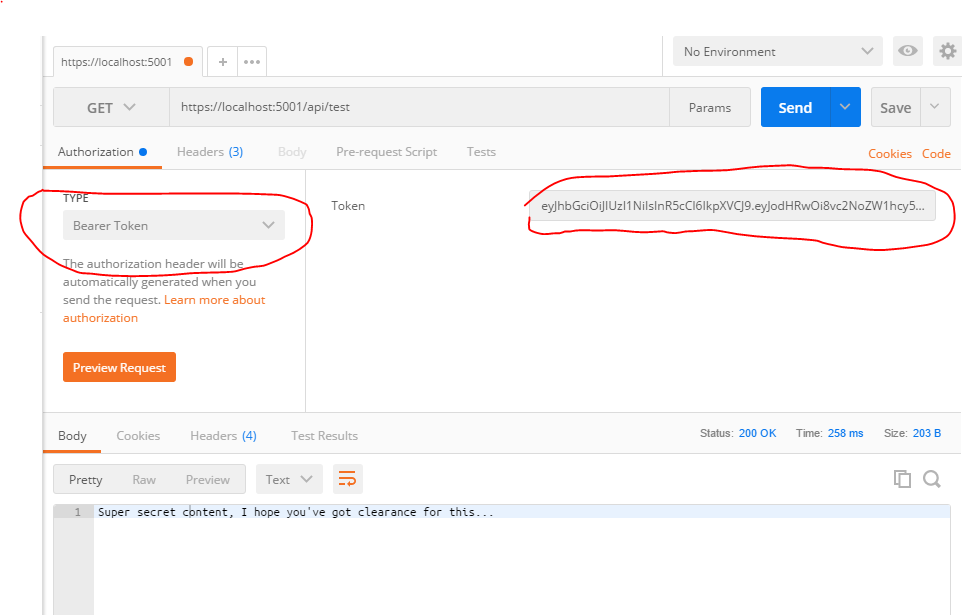 https://localhost:5001
No Environment
GET
https://localhost:5001/api/test
Params
Send
Save
Authorization
Headers (3)
Body
Pre-request Script
Tests
Cookies
Code
TYPE
Bearer Token
The authorization header will be
automatically generated when you
send the request. Learn more about
authorization
Preview Request
Token
eyJhbGciOiJIUzI1NiIsInR5cCI6IkpXVCJ9.eyJodHRwOi8vc2NoZW1hcy5...
Body
Cookies
Headers (4)
Test Results
Status: 200 OK
Time: 258 ms
Size: 203 B
Pretty
Raw
Preview
Text
1
Super secret content, I hope you've got clearance for this...